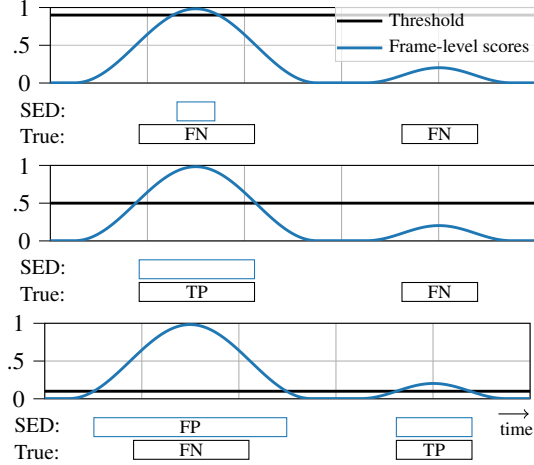 1
Threshold
.5
Frame-level scores
0
SED:
True: FN FN
1
.5
0
SED:
True: TP FN
1
.5
0
SED: FP
time
True: FN TP